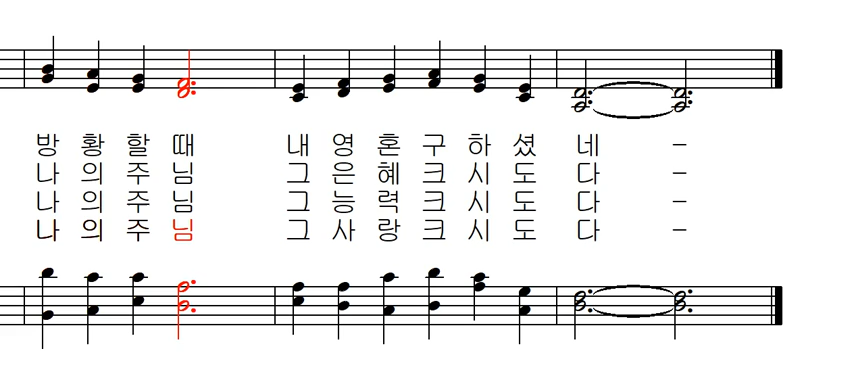 방 황 할 때 내 영 혼 구 하 셨 네 -
나 의 주 님 그 은 혜 크 시 도 다 -
나 의 주 님 그 능 력 크 시 도 다 -
나 의 주 님 그 사 랑 크 시 도 다 -